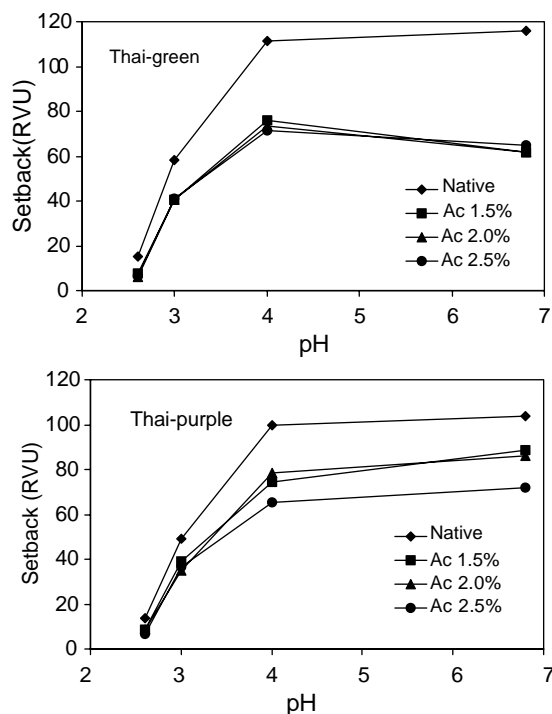 120
100
80
60
40
20
0
Setback(RVU)
Thai-green
Native
Ac 1.5%
Ac 2.0%
Ac 2.5%
2 3 4 5 6 7
pH
120
100
80
60
40
20
0
Setback (RVU)
Thai-purple
Native
Ac 1.5%
Ac 2.0%
Ac 2.5%
2 3 4 5 6 7
pH